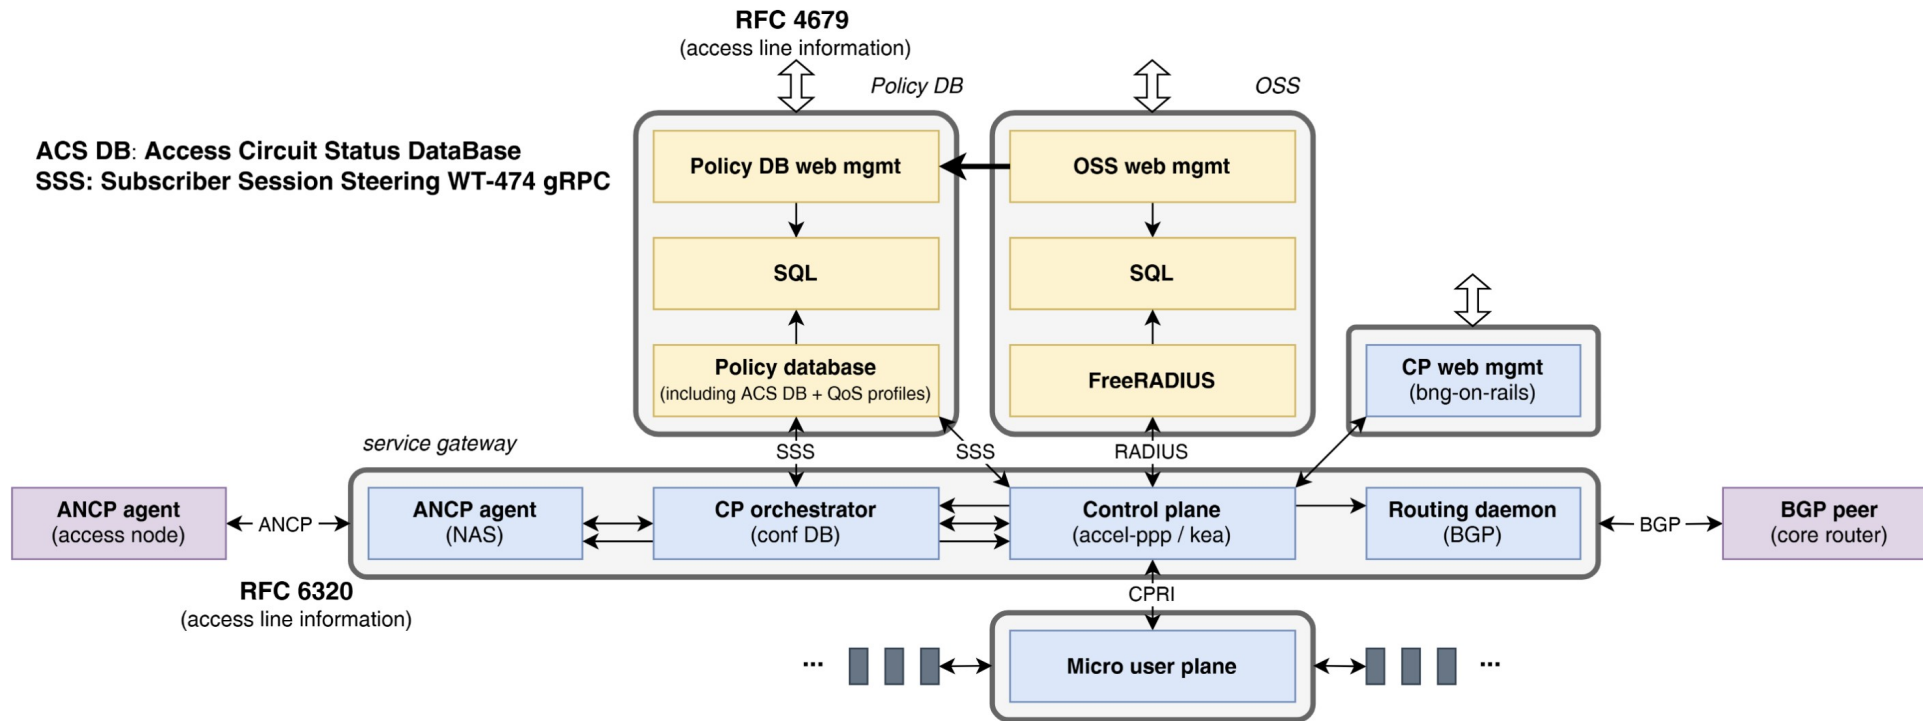 RFC 4679
(access line information)
Policy DB
OSS
ACS DB: Access Circuit Status DataBase
SSS: Subscriber Session Steering WT-474 gRPC
Policy DB web mgmt
OSS web mgmt
SQL
SQL
Policy database
(including ACS DB + QoS profiles)
FreeRADIUS
CP web mgmt
(bng-on-rails)
service gateway
SSS
SSS
RADIUS
ANCP agent
(access node)
ANCP
ANCP agent
(NAS)
CP orchestrator
(conf DB)
Control plane
(accel-ppp / kea)
Routing daemon
(BGP)
BGP
BGP peer
(core router)
RFC 6320
(access line information)
CPRI
...
Micro user plane
...